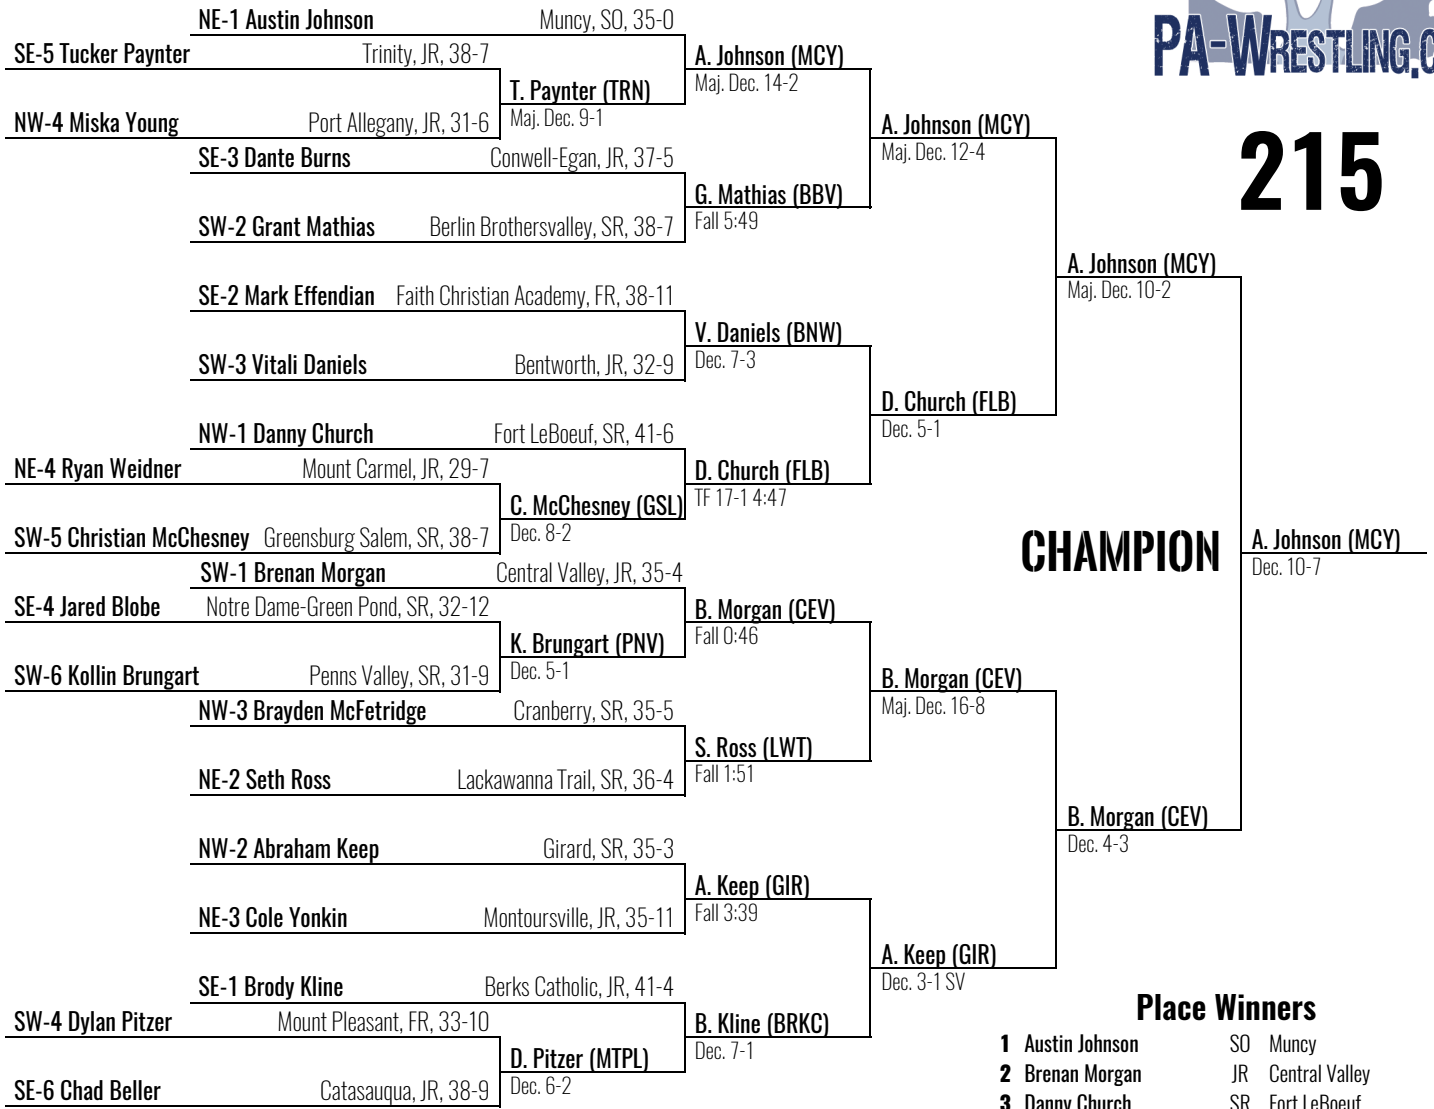 NE-1 Austin Johnson Muncy, SO, 35-0
SE-5 Tucker Paynter Trinity, JR, 38-7
A. Johnson (MCY)
Maj. Dec. 14-2
T. Paynter (TRN)
Maj. Dec. 9-1
NW-4 Miska Young Port Allegany, JR, 31-6
A. Johnson (MCY)
Maj. Dec. 12-4
SE-3 Dante Burns Conwell-Egan, JR, 37-5
G. Mathias (BBV)
Fall 5:49
SW-2 Grant Mathias Berlin Brothersvalley, SR, 38-7
PA-WRESTLING.C
215
A. Johnson (MCY)
Maj. Dec. 10-2
SE-2 Mark Effendian Faith Christian Academy, FR, 38-11
V. Daniels (BNW)
Dec. 7-3
SW-3 Vitali Daniels Bentworth, JR, 32-9
D. Church (FLB)
Dec. 5-1
NW-1 Danny Church Fort LeBoeuf, SR, 41-6
NE-4 Ryan Weidner Mount Carmel, JR, 29-7
D. Church (FLB)
TF 17-1 4:47
C. McChesney (GSL)
Dec. 8-2
SW-5 Christian McChesney Greensburg Salem, SR, 38-7
CHAMPION
A. Johnson (MCY)
Dec. 10-7
SW-1 Brenan Morgan Central Valley, JR, 35-4
SE-4 Jared Blobe Notre Dame-Green Pond, SR, 32-12
B. Morgan (CEV)
Fall 0:46
K. Brungart (PNV)
Dec. 5-1
SW-6 Kollin Brungart Penns Valley, SR, 31-9
B. Morgan (CEV)
Maj. Dec. 16-8
NW-3 Brayden McFetridge Cranberry, SR, 35-5
S. Ross (LWT)
Fall 1:51
NE-2 Seth Ross Lackawanna Trail, SR, 36-4
B. Morgan (CEV)
Dec. 4-3
NW-2 Abraham Keep Girard, SR, 35-3
A. Keep (GIR)
Fall 3:39
NE-3 Cole Yonkin Montoursville, JR, 35-11
A. Keep (GIR)
Dec. 3-1 SV
SE-1 Brody Kline Berks Catholic, JR, 41-4
SW-4 Dylan Pitzer Mount Pleasant, FR, 33-10
B. Kline (BRKC)
Dec. 7-1
D. Pitzer (MTPL)
Dec. 6-2
SE-6 Chad Beller Catasauqua, JR, 38-9
Place Winners
1 Austin Johnson SO Muncy
2 Brenan Morgan JR Central Valley
3 Danny Church SR Fort LeBoeuf